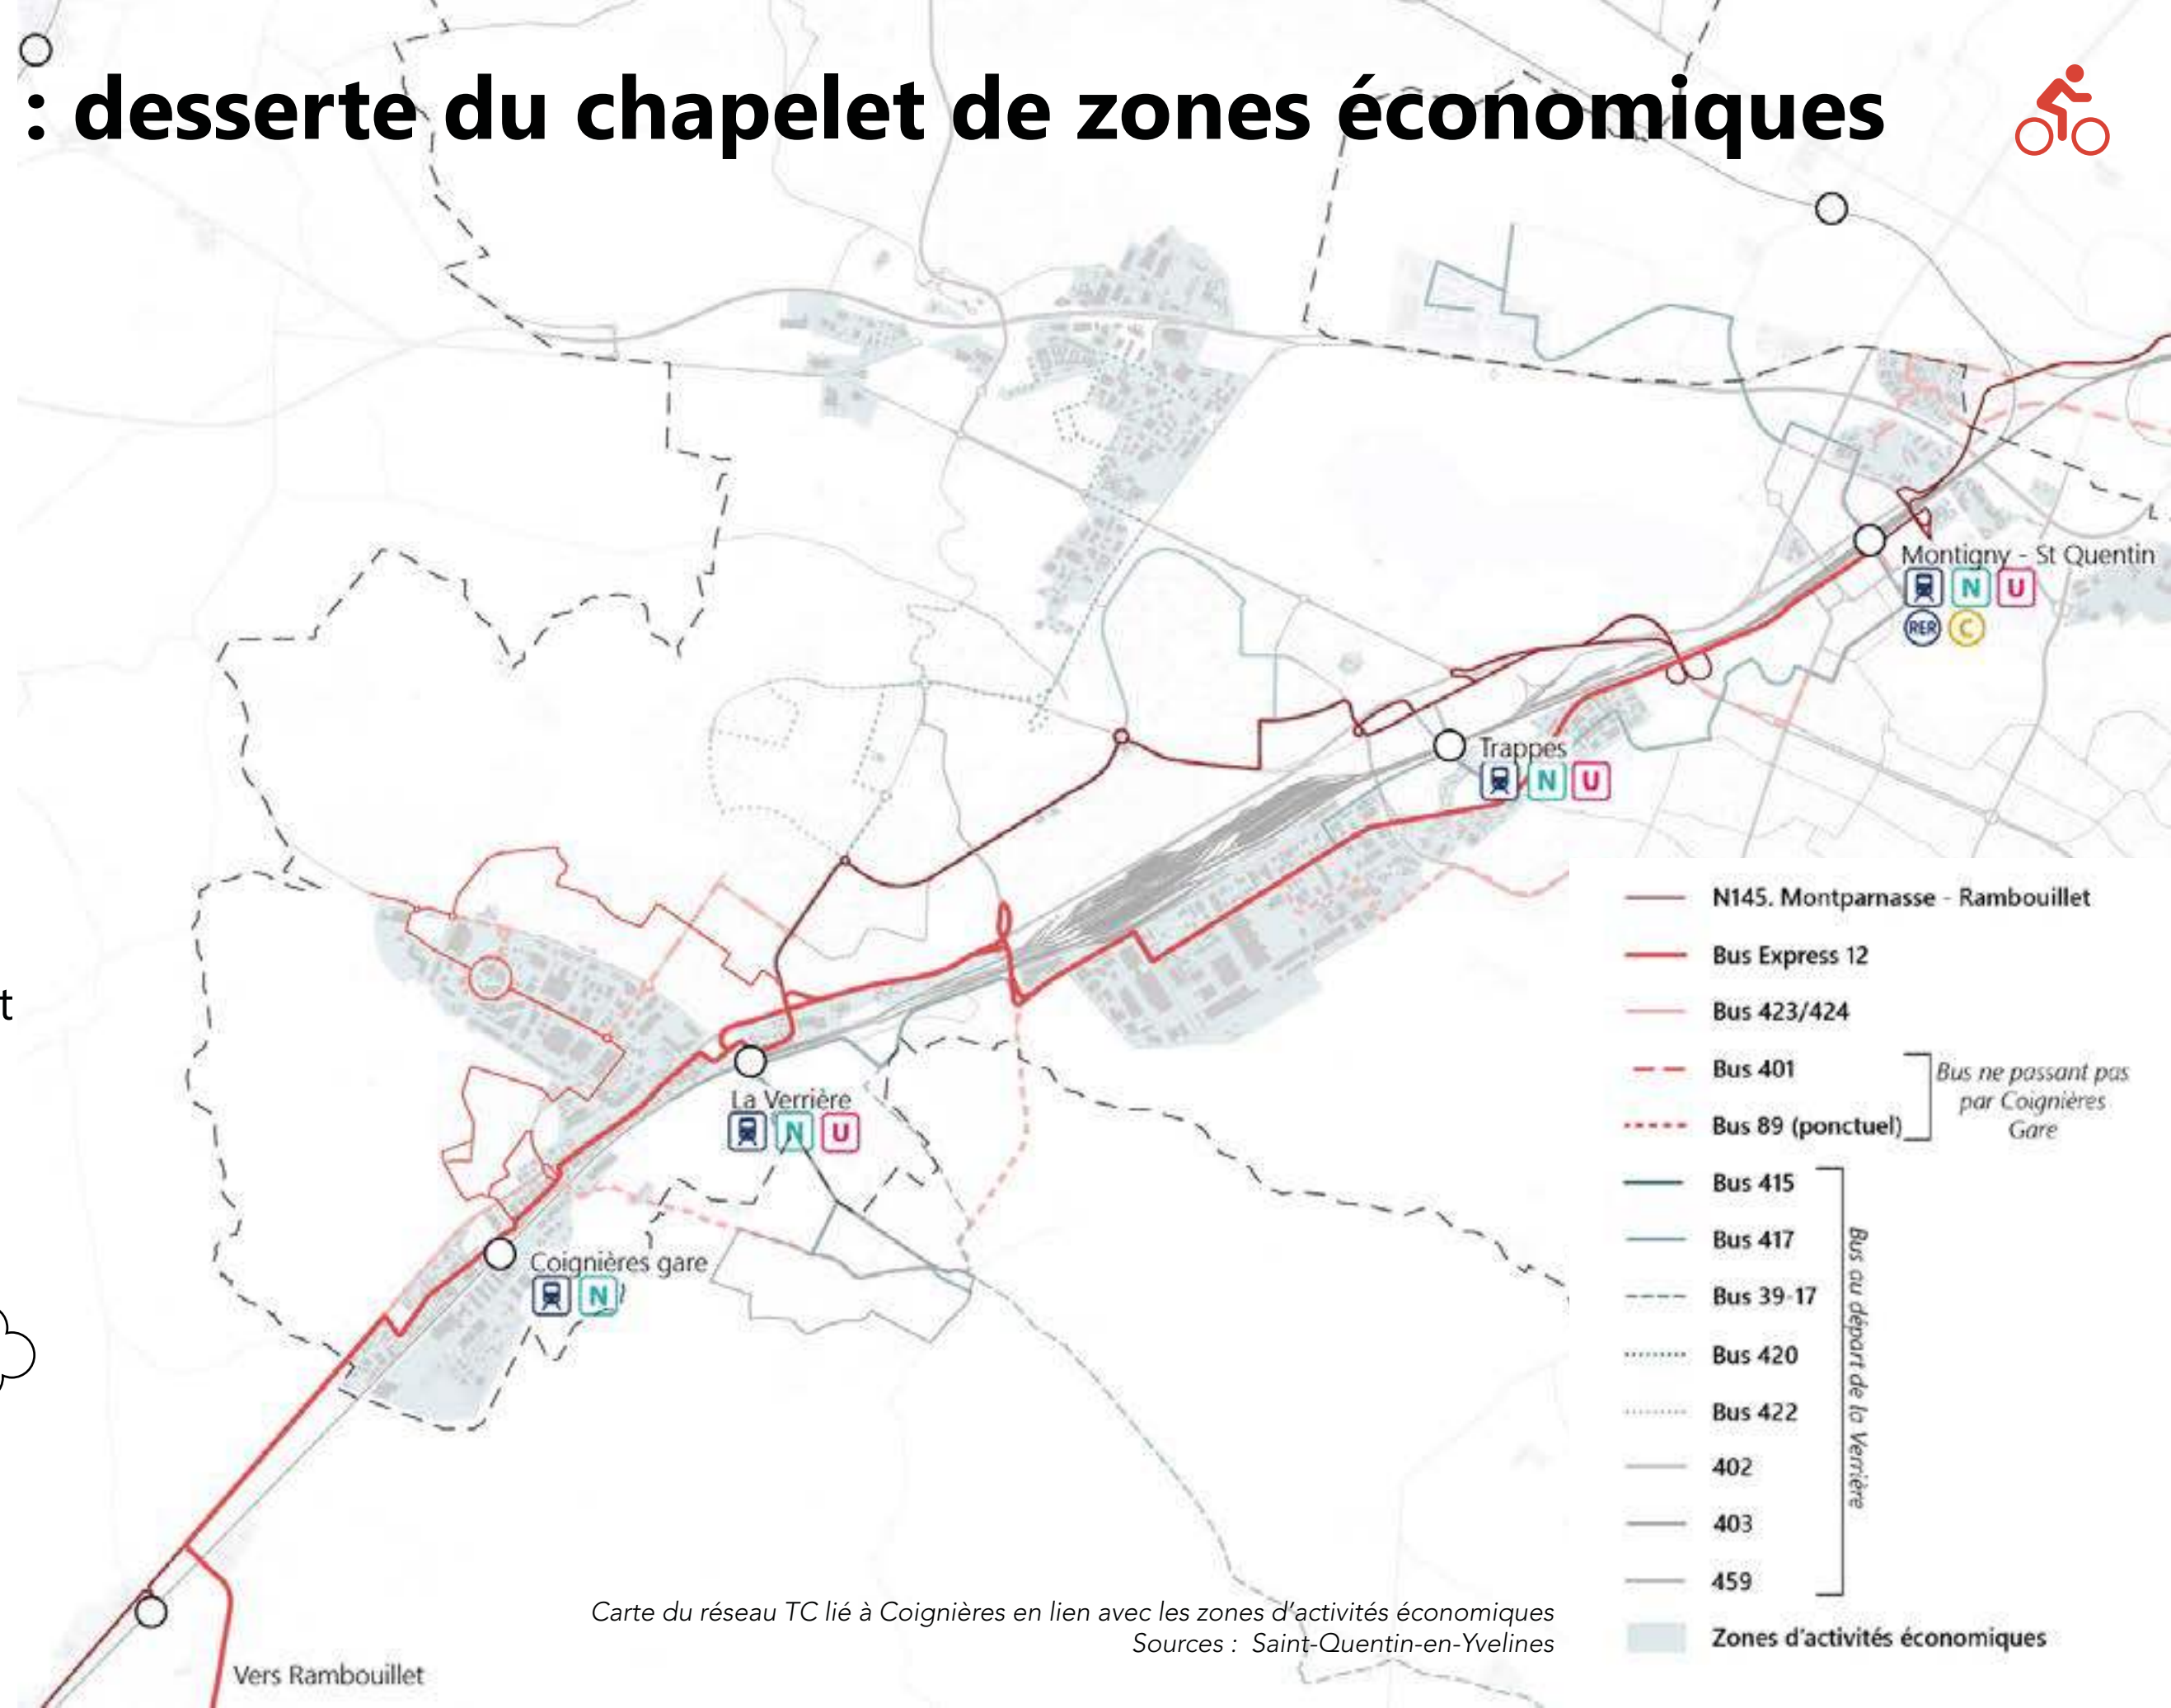 : desserte du chapelet de zones économiques
Montigny - St Quentin
N U
RER C
Trappes
N U
t
La Verrière
N U
Coignières gare
N
Vers Rambouillet
N145. Montparnasse - Rambouillet
Bus Express 12
Bus 423/424
Bus 401
Bus 89 (ponctuel)
Bus ne passant pas
par Coignières
Gare
Bus 415
Bus 417
Bus 39-17
Bus 420
Bus 422
402
403
459
Bus au départ de la Verrière
Zones d'activités économiques
Carte du réseau TC lié à Coignières en lien avec les zones d'activités économiques
Sources : Saint-Quentin-en-Yvelines